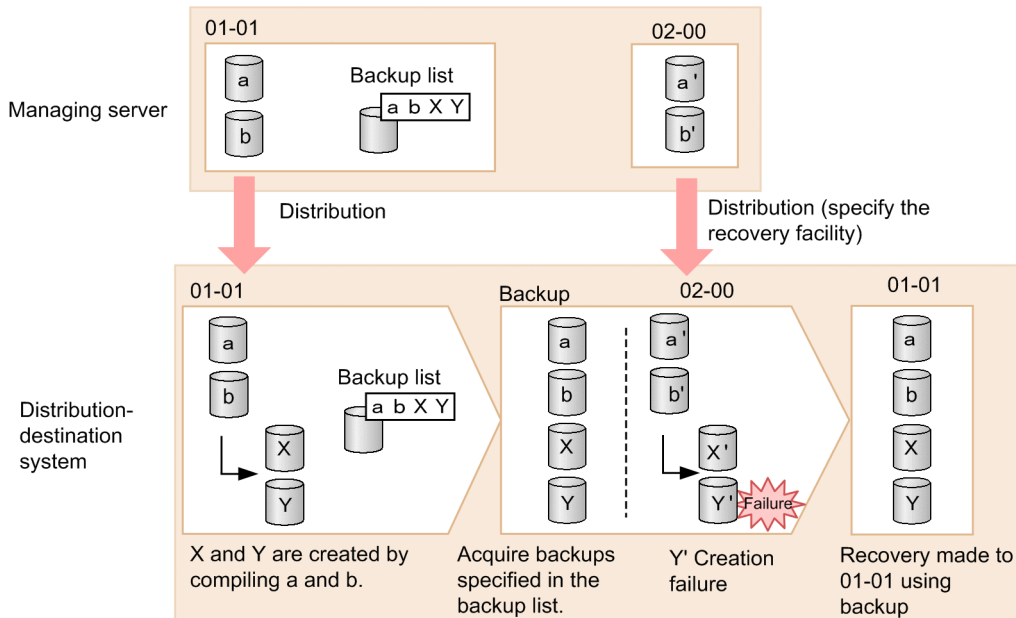 01-01
02-00
a
Backup list
a b X Y
a'
Managing server
b
b'
Distribution
Distribution (specify the
recovery facility)
01-01
Backup
02-00
01-01
a
a
a'
a
Backup list
a b X Y
b
b
b'
b
Distribution-
destination
system
X
X
X'
X
Y
Y
Y'
Failure
Y
X and Y are created by
compiling a and b.
Acquire backups
specified in the
backup list.
Y' Creation
failure
Recovery made to
01-01 using
backup